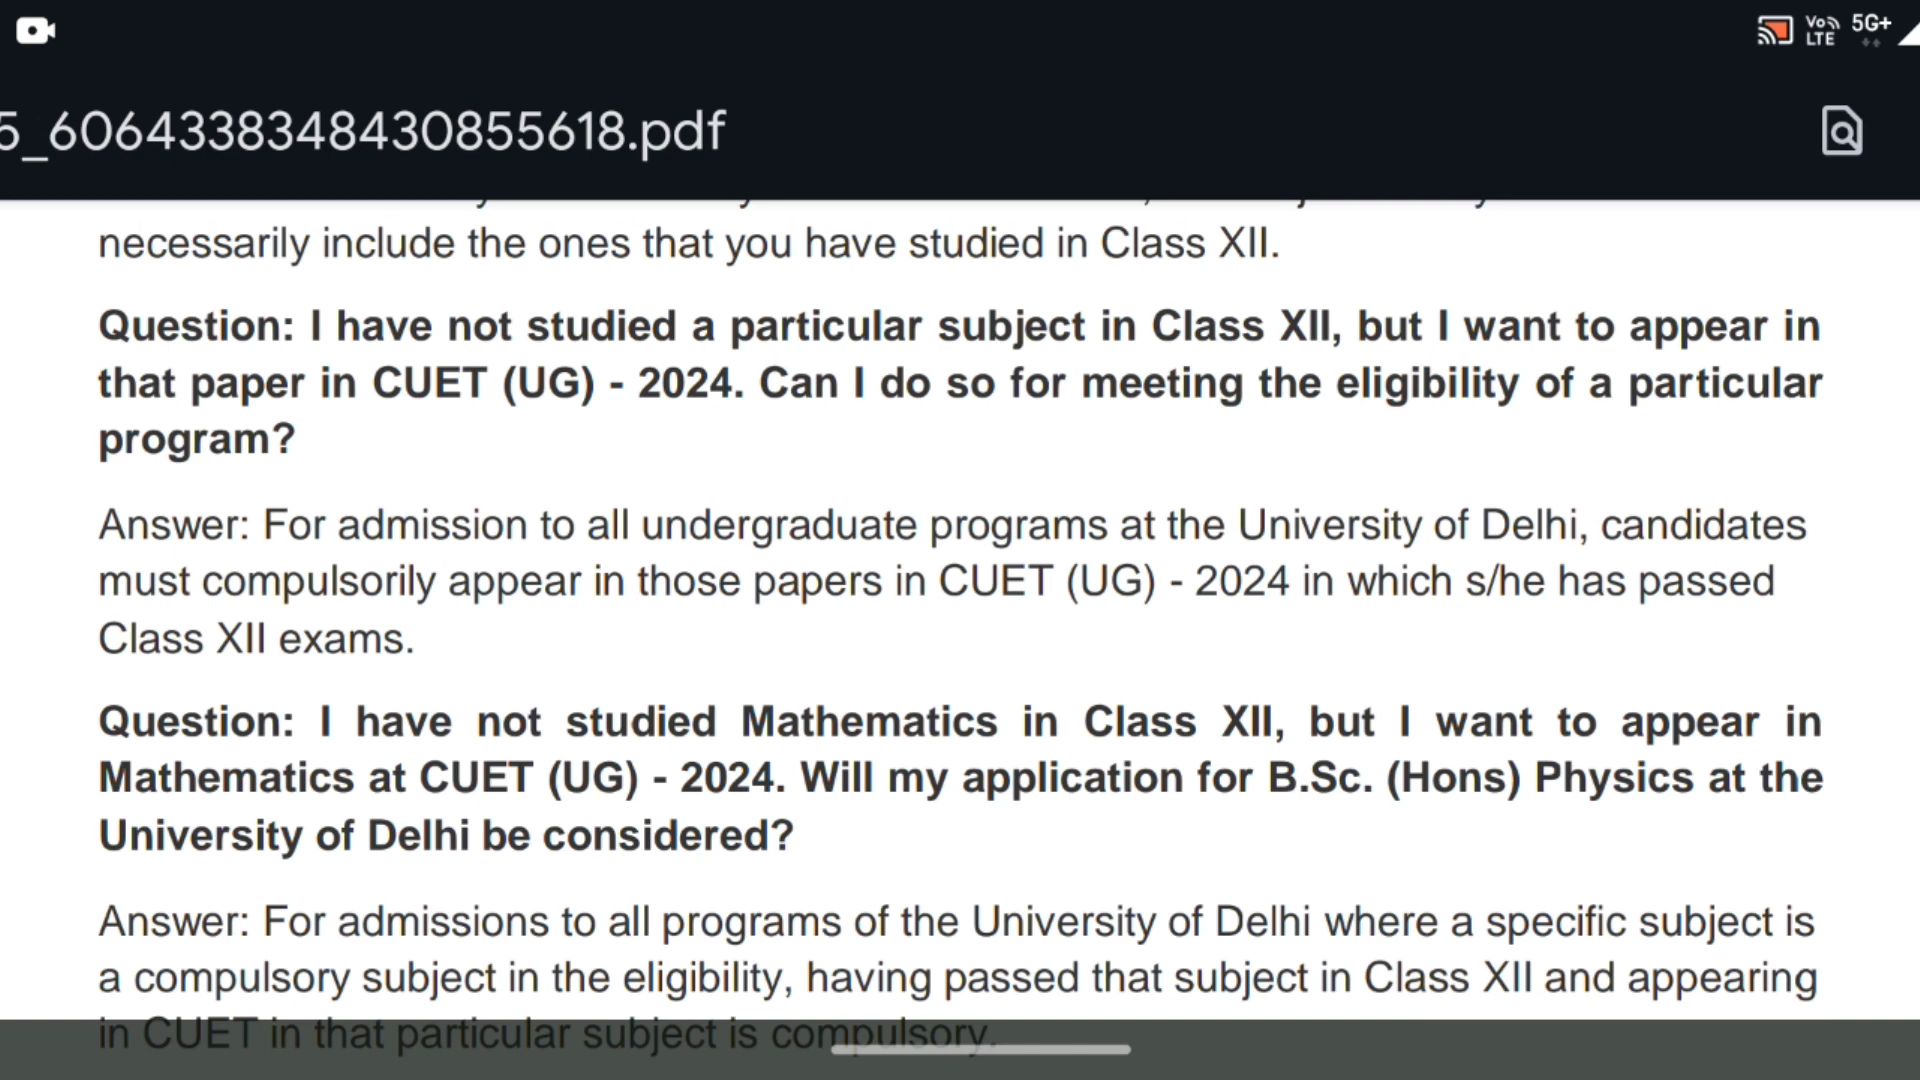 Vo LTE 5G+
5_6064338348430855618.pdf
necessarily include the ones that you have studied in Class XII.
Question: I have not studied a particular subject in Class XII, but I want to appear in
that paper in CUET (UG) - 2024. Can I do so for meeting the eligibility of a particular
program?
Answer: For admission to all undergraduate programs at the University of Delhi, candidates
must compulsorily appear in those papers in CUET (UG) - 2024 in which s/he has passed
Class XII exams.
Question: I have not studied Mathematics in Class XII, but I want to appear in
Mathematics at CUET (UG) - 2024. Will my application for B.Sc. (Hons) Physics at the
University of Delhi be considered?
Answer: For admissions to all programs of the University of Delhi where a specific subject is
a compulsory subject in the eligibility, having passed that subject in Class XII and appearing
in CUET in that particular subject is compulsory.